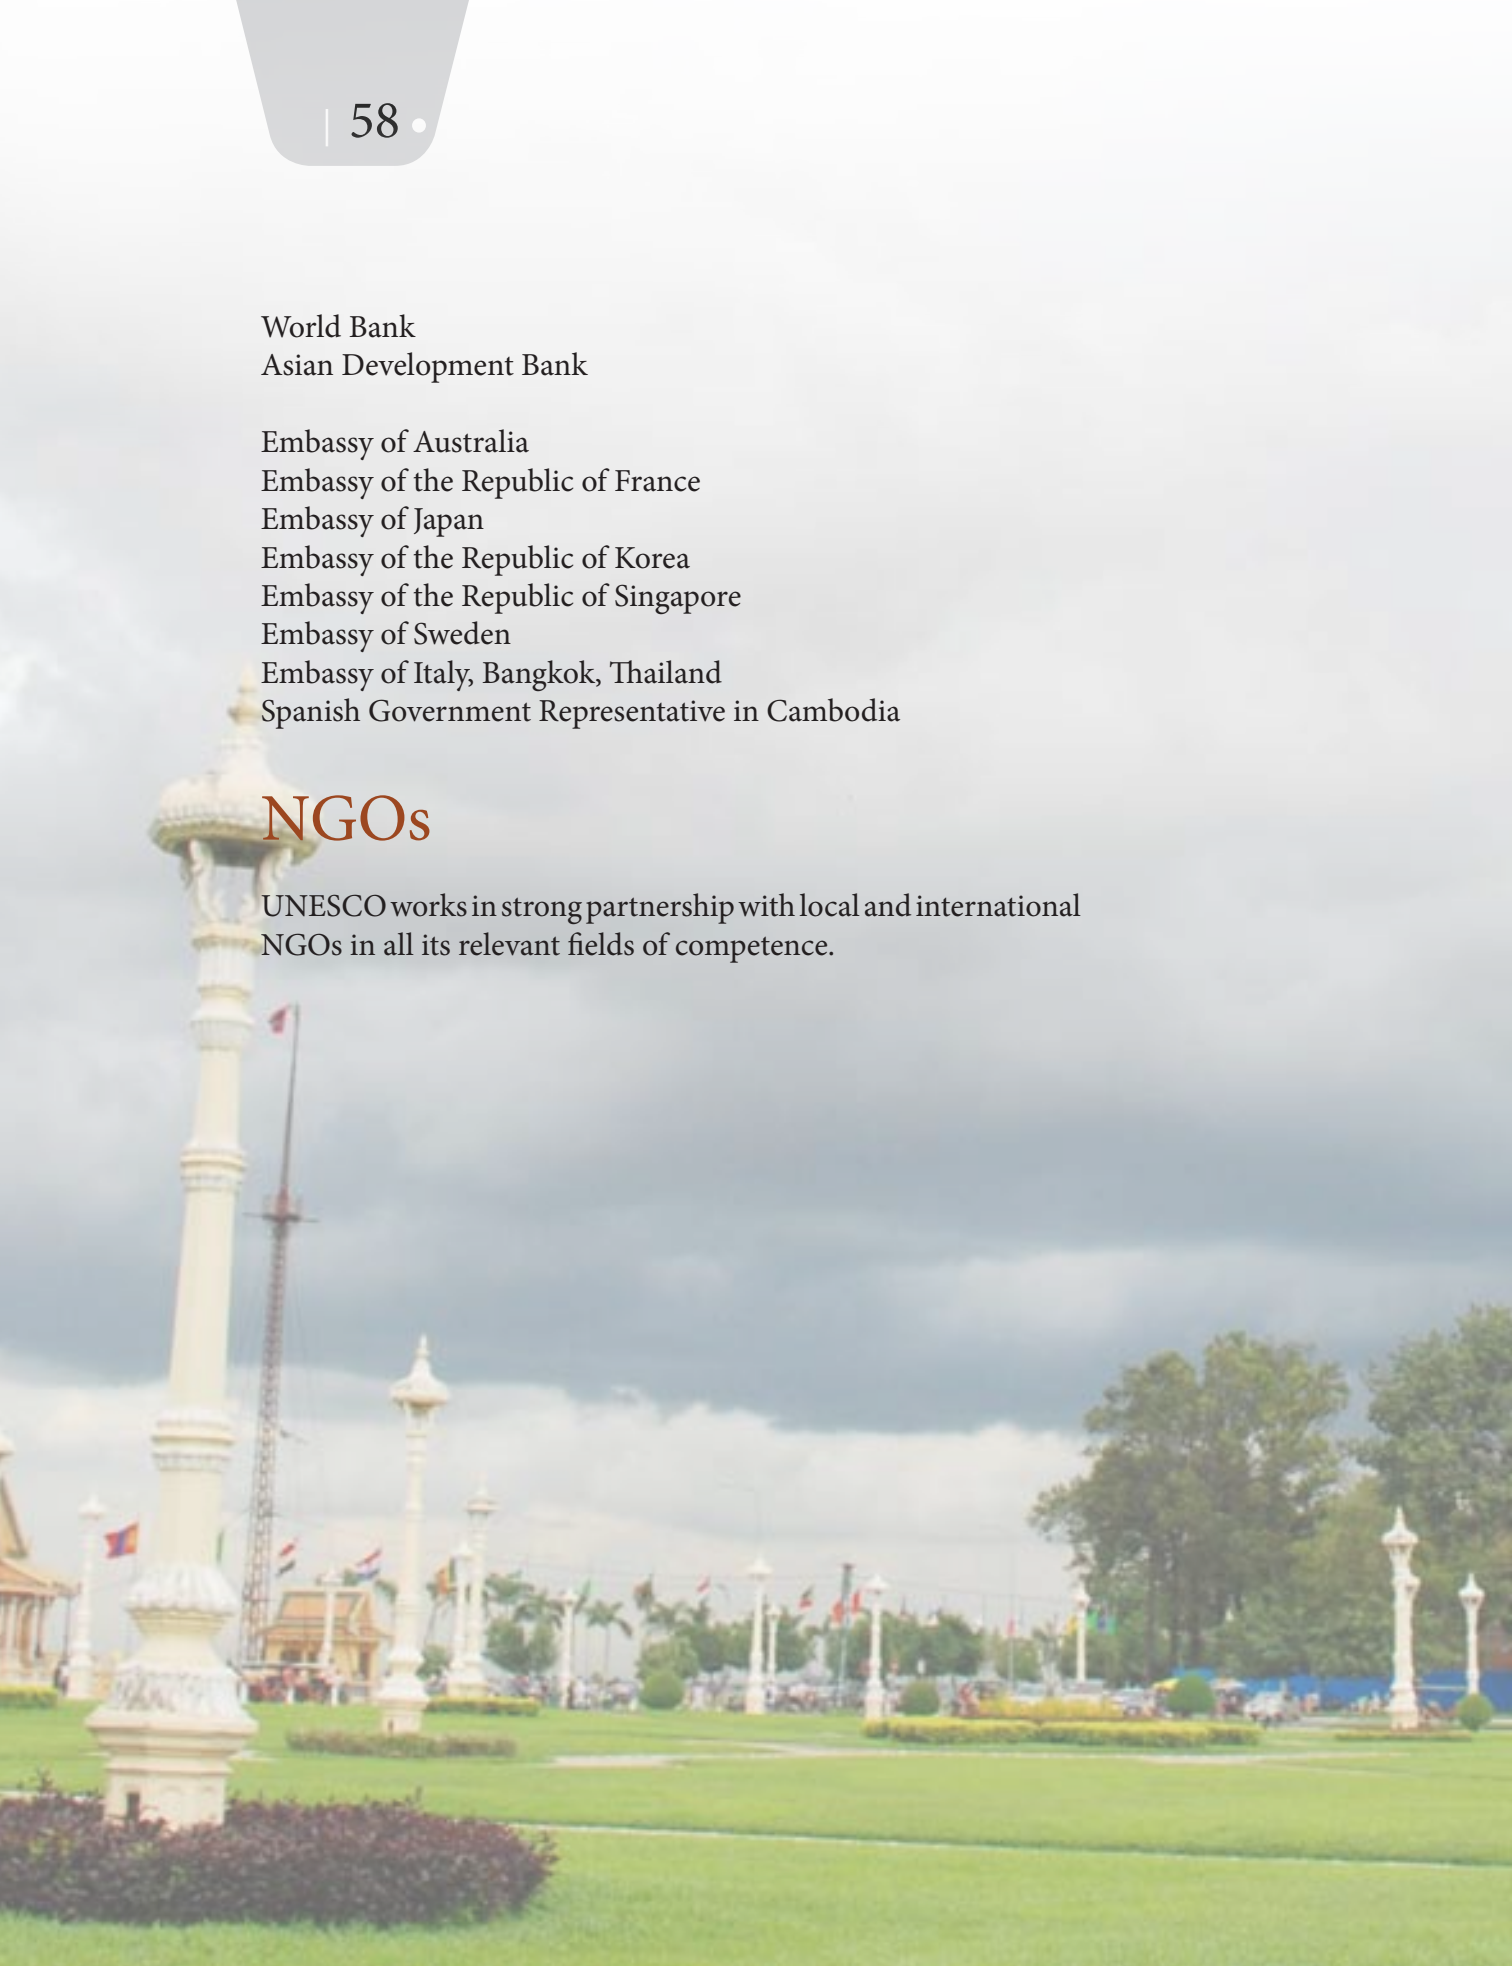 58
World Bank
Asian Development Bank
Embassy of Australia
Embassy of the Republic of France
Embassy of Japan
Embassy of the Republic of Korea
Embassy of the Republic of Singapore
Embassy of Sweden
Embassy of Italy, Bangkok, Thailand
Spanish Government Representative in Cambodia
NGOs
UNESCO works in strong partnership with local and international
NGOs in all its relevant fields of competence.